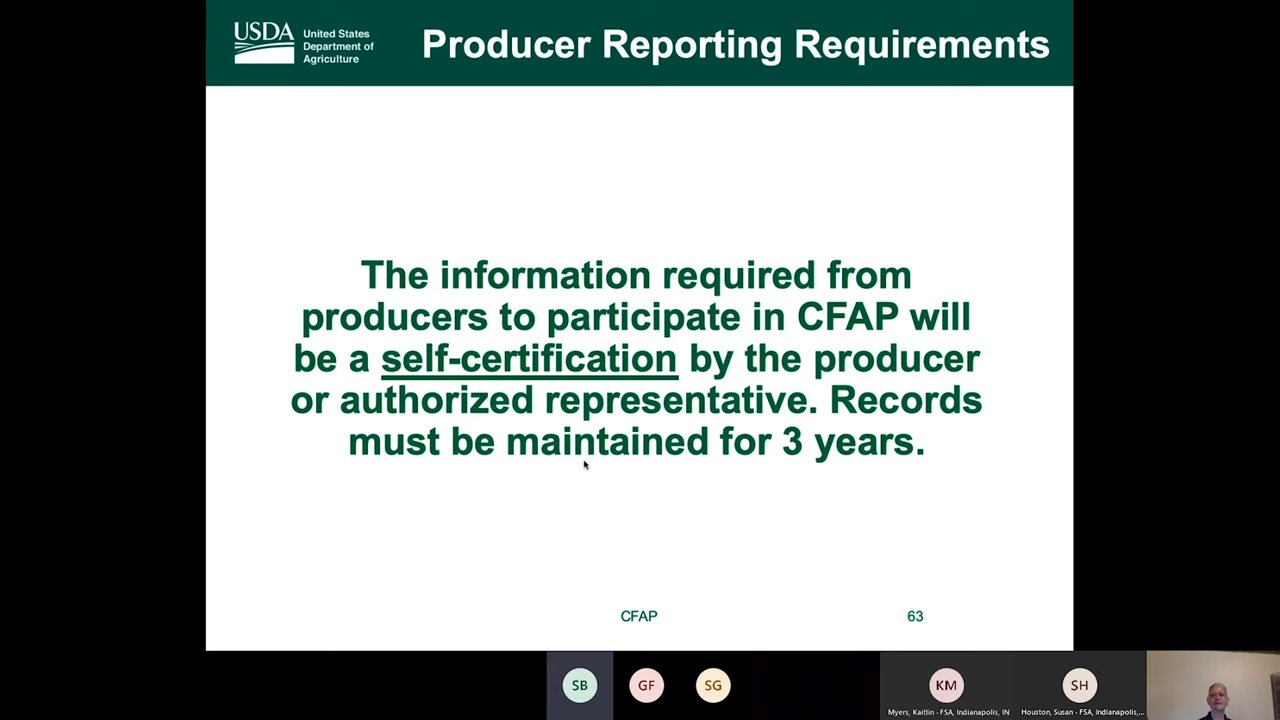 USDA
United States
Department of
Agriculture
Producer Reporting Requirements
The information required from
producers to participate in CFAP will
be a self-certification by the producer
or authorized representative. Records
must be maintained for 3 years.
CFAP
63
SB
GF
SG
KM
SH
Myers, Kaitlin - FSA, Indianapolis, IN
Houston, Susan - FSA, Indianapolis,...